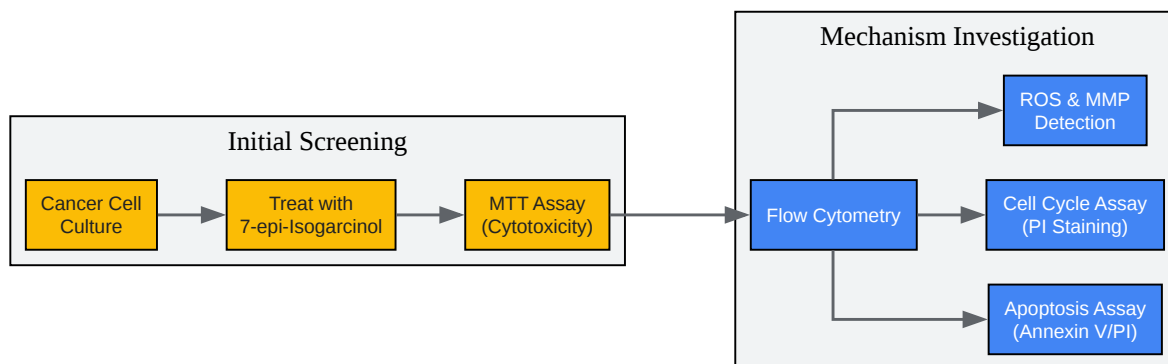 Initial Screening
Cancer Cell
Culture
Treat with
7-epi-Isogarcinol
MTT Assay
(Cytotoxicity)
Mechanism Investigation
Flow Cytometry
ROS & MMP
Detection
Cell Cycle Assay
(PI Staining)
Apoptosis Assay
(Annexin V/PI)